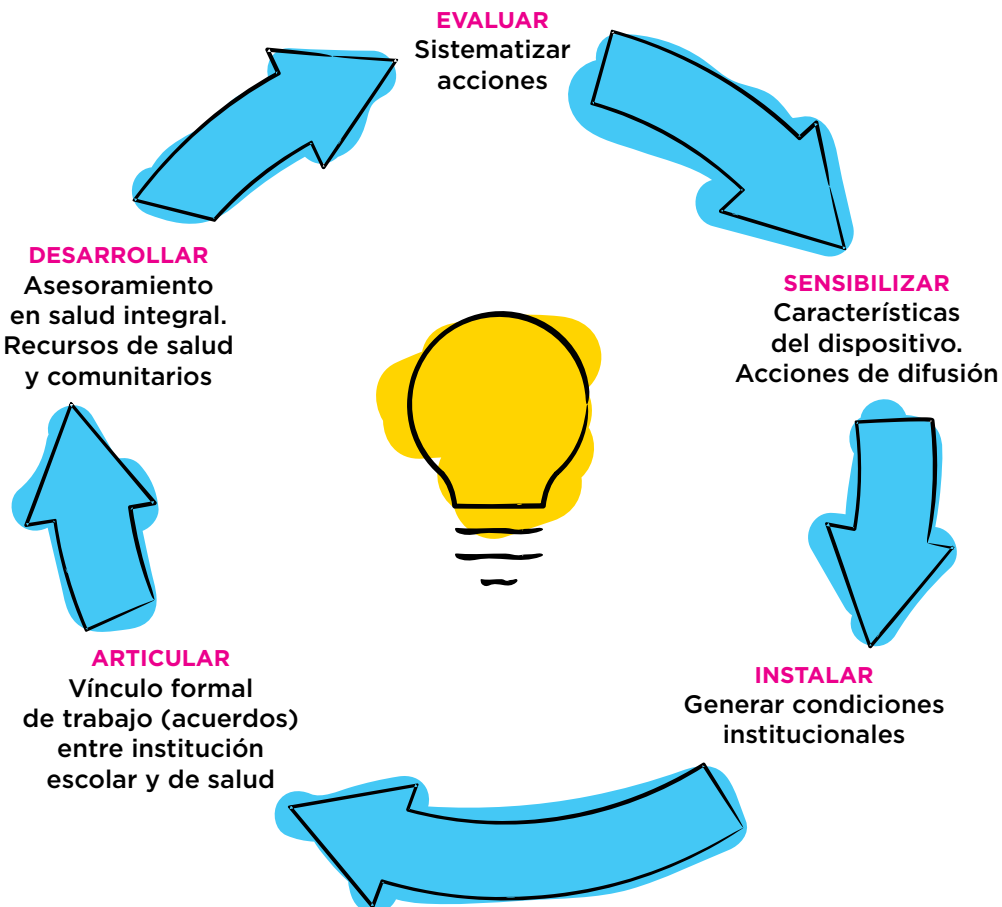 EVALUAR
Sistematizar
acciones
SENSIBILIZAR
Características
del dispositivo.
Acciones de difusión
INSTALAR
Generar condiciones
institucionales
ARTICULAR
Vínculo formal
de trabajo (acuerdos)
entre institución
escolar y de salud
DESARROLLAR
Asesoramiento
en salud integral.
Recursos de salud
y comunitarios